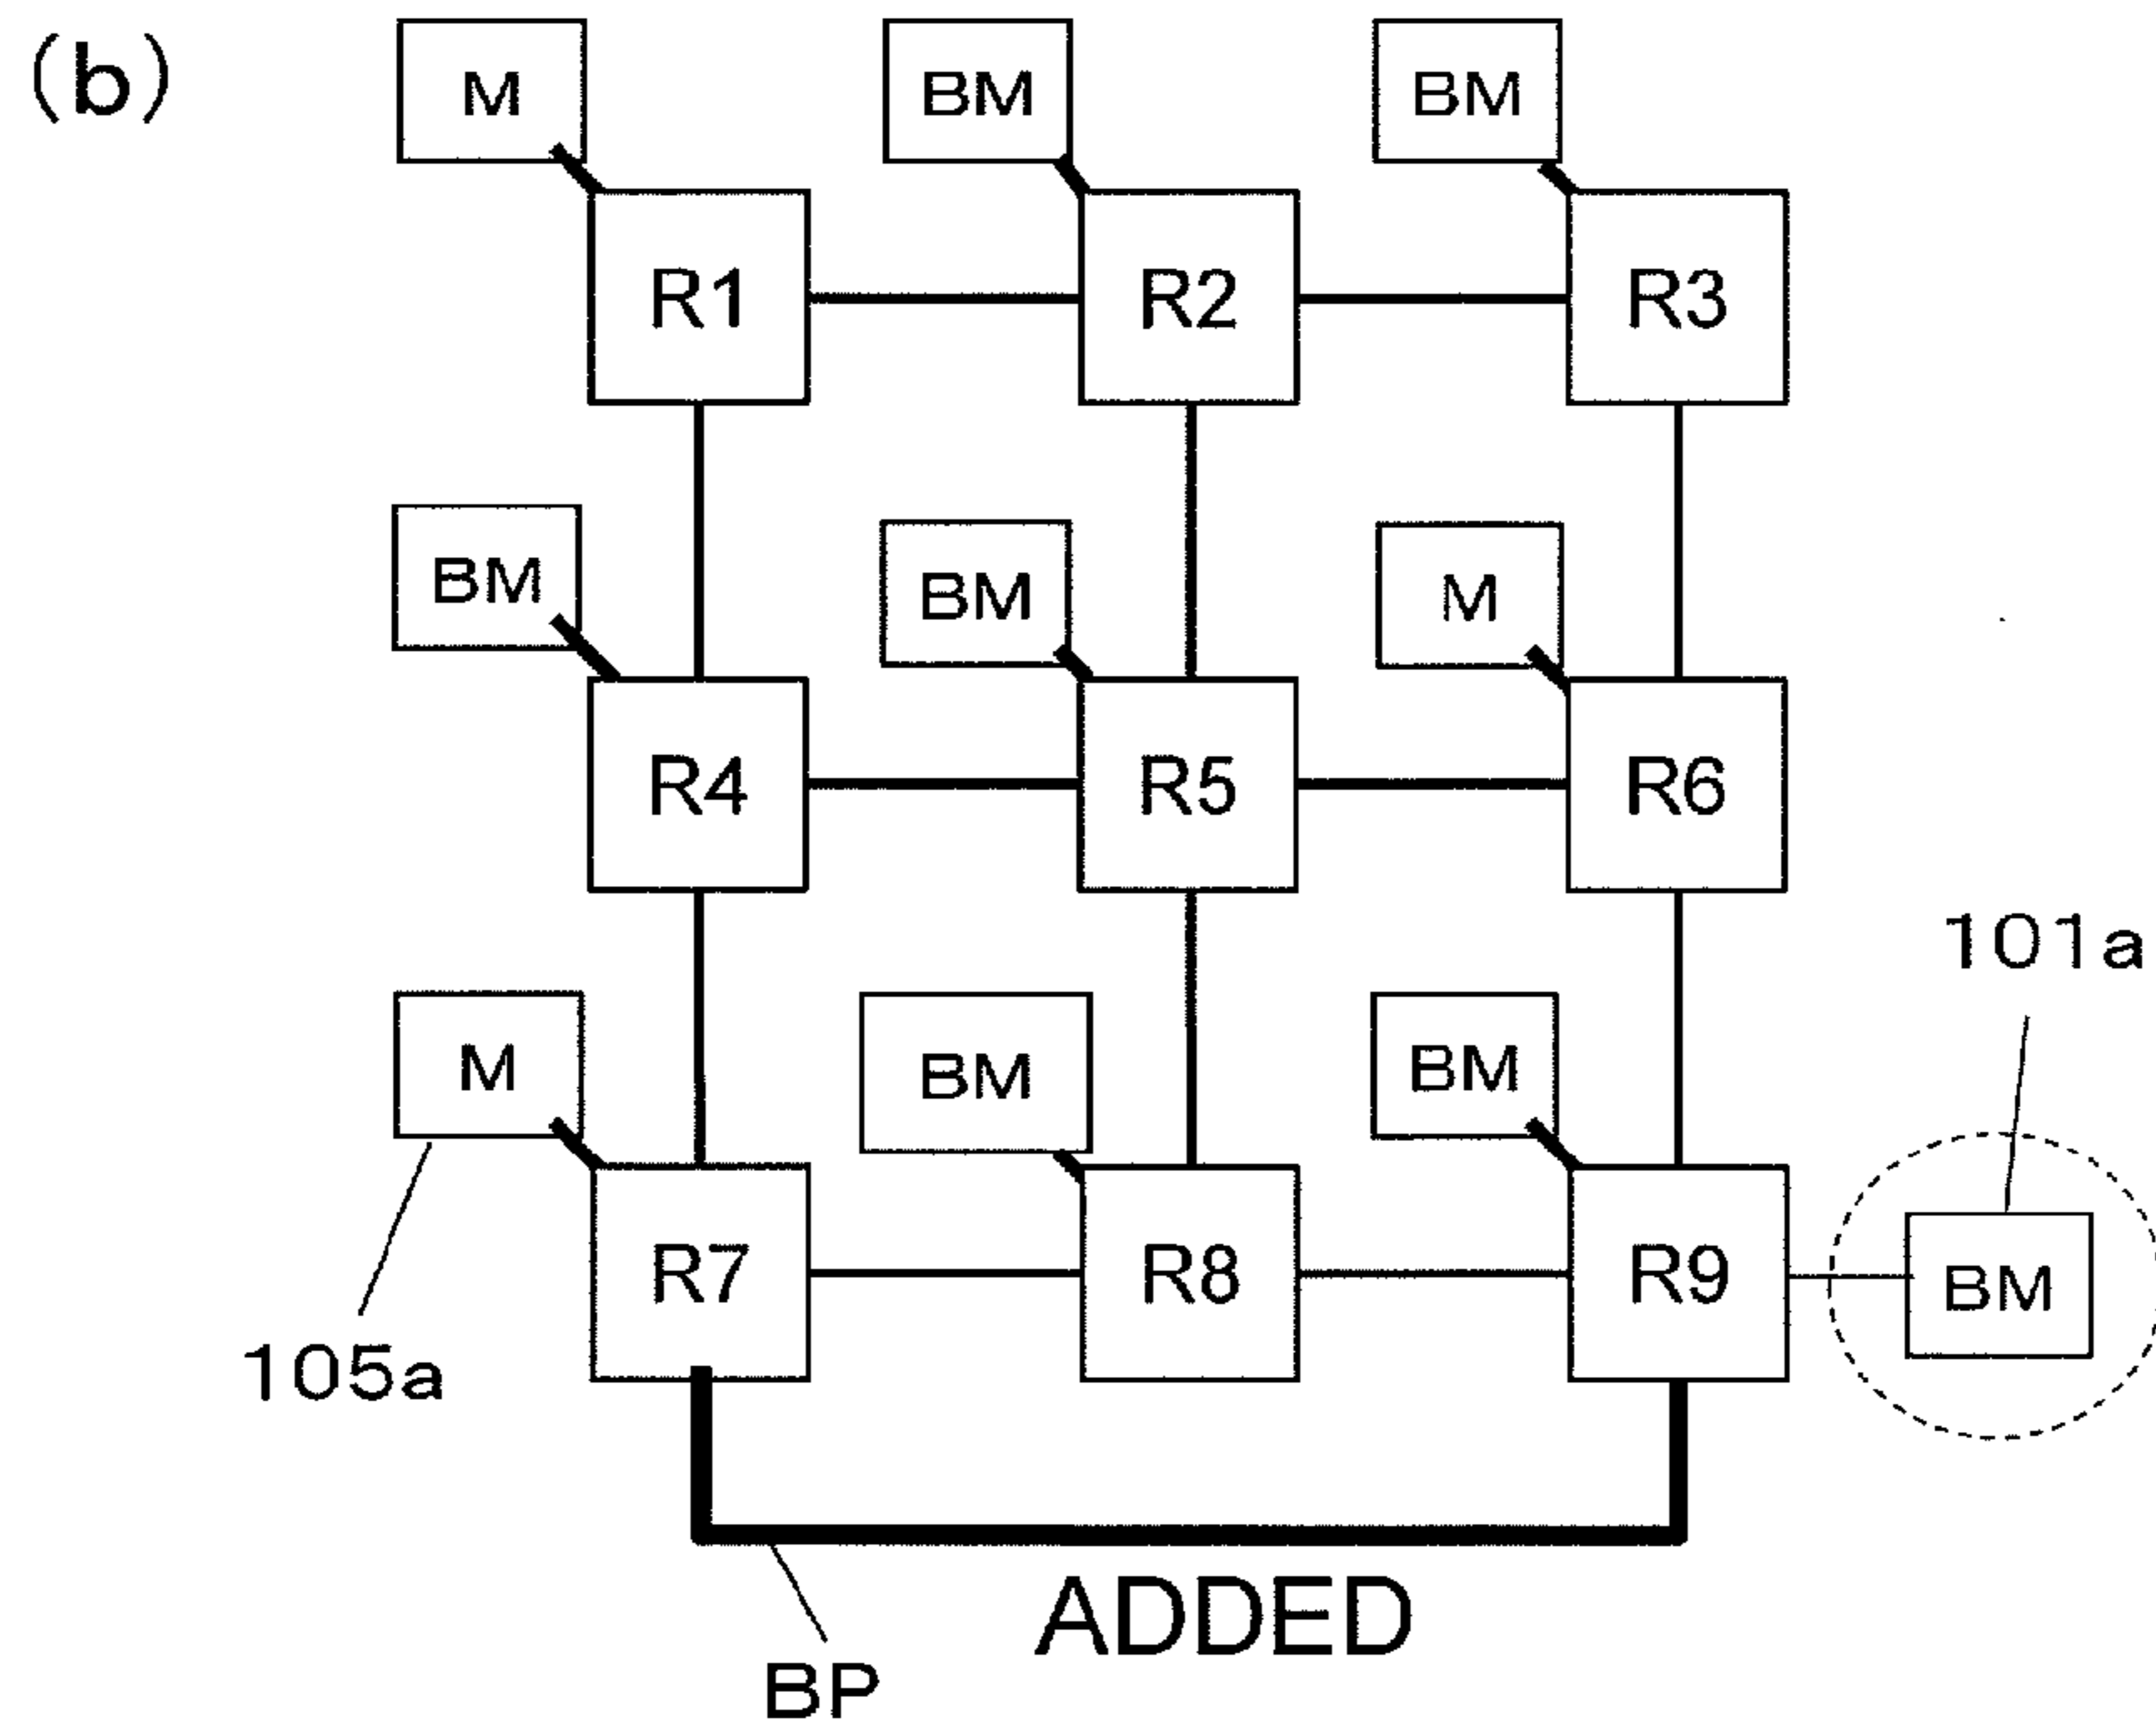 (b)
M BM BM
R1 R2 R3
BM BM M
R4 R5 R6
101a
M BM BM
R7 R8 R9 BM
105a
ADDED
BP